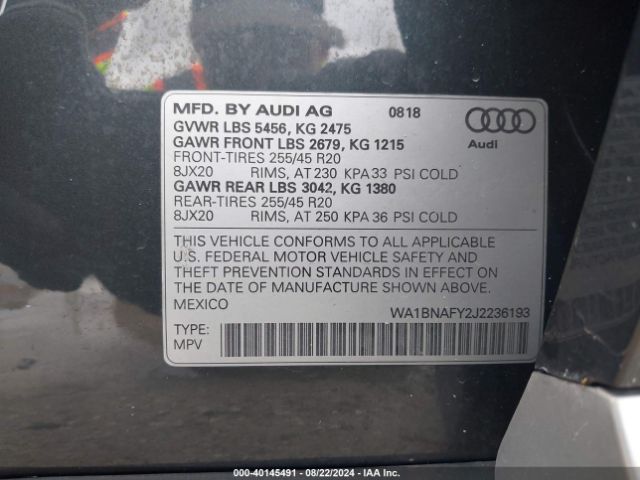 MFD. BY AUDI AG 0818
GVWR LBS 5456, KG 2475
GAWR FRONT LBS 2679, KG 1215
FRONT-TIRES 255/45 R20
8JX20 RIMS, AT 230 KPA 33 PSI COLD
GAWR REAR LBS 3042, KG 1380
REAR-TIRES 255/45 R20
8JX20 RIMS, AT 250 KPA 36 PSI COLD
Audi
THIS VEHICLE CONFORMS TO ALL APPLICABLE
U.S. FEDERAL MOTOR VEHICLE SAFETY AND
THEFT PREVENTION STANDARDS IN EFFECT ON
THE DATE OF MANUFACTURE SHOWN ABOVE.
MEXICO WA1BNAFY2J2236193
TYPE:
MPV
000-40145491 - 08/22/2024 - IAA Inc.